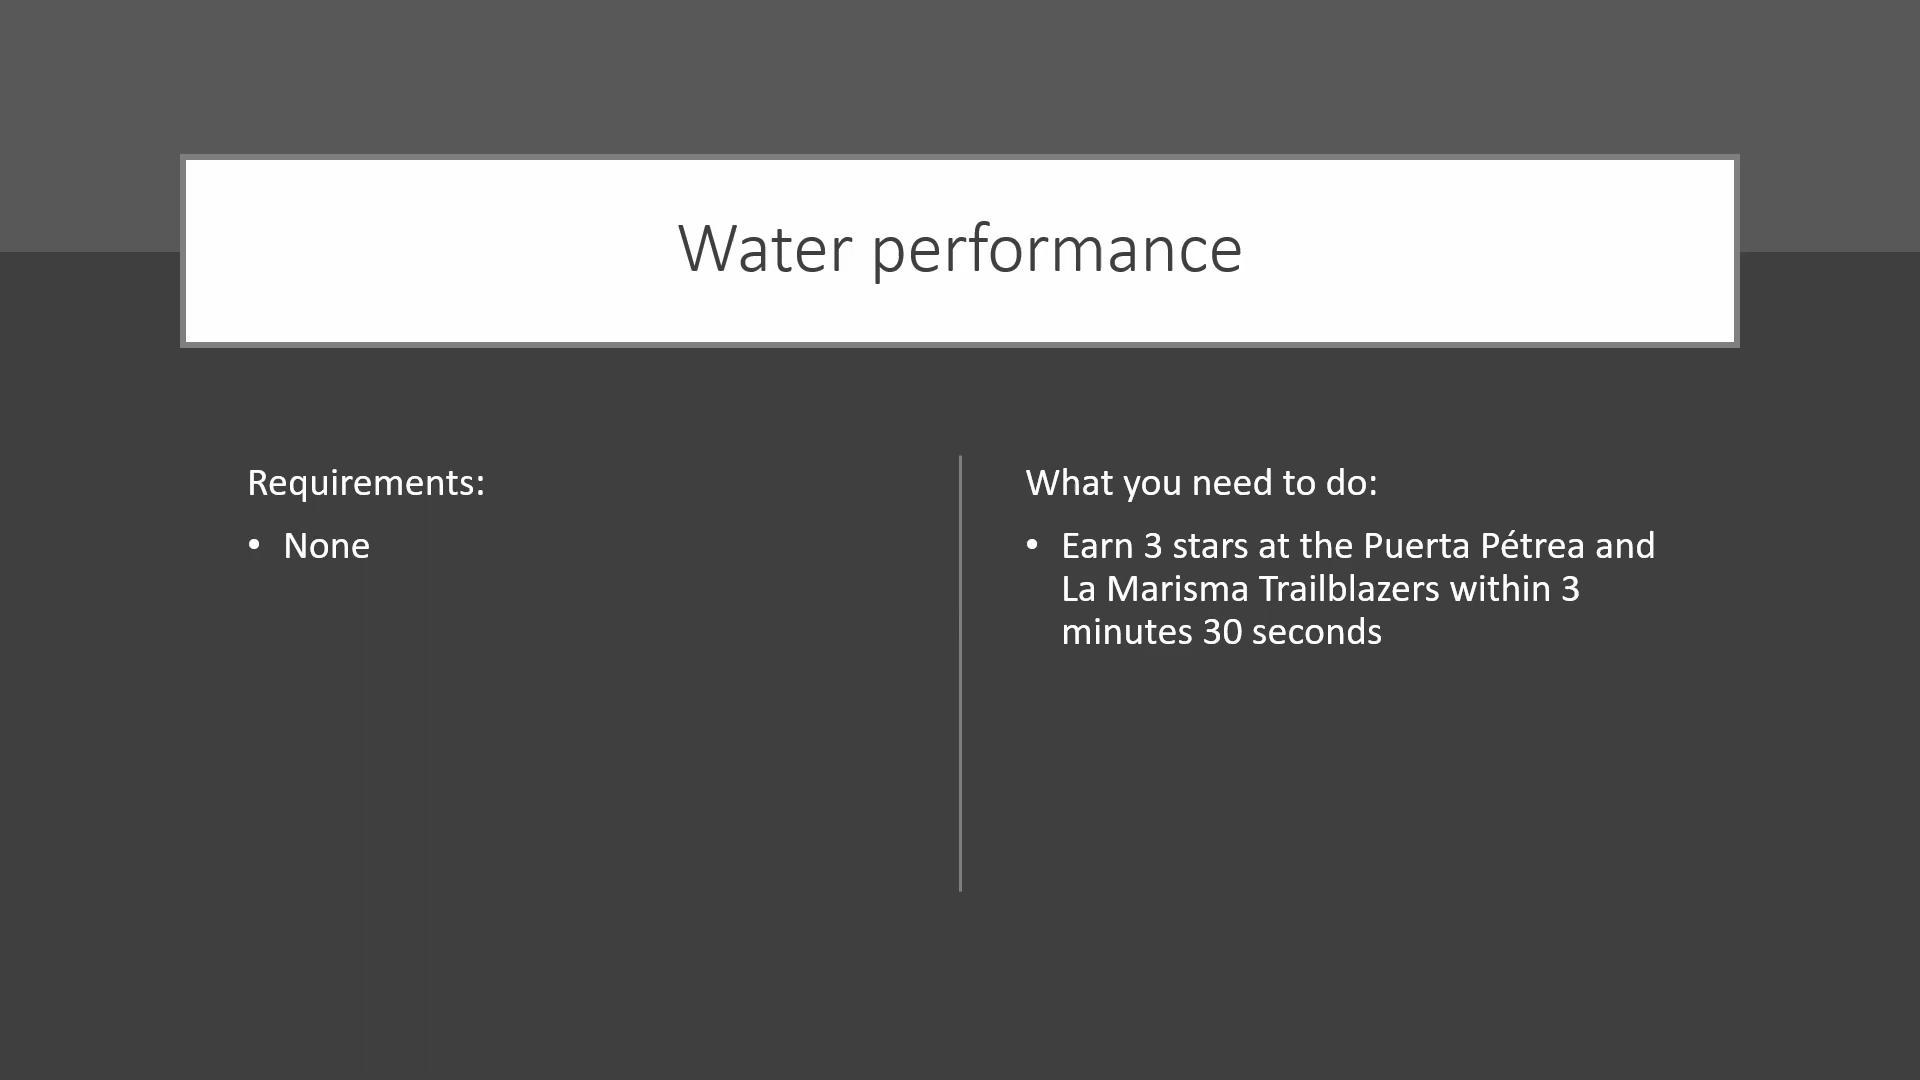 Water performance
Requirements:
• None
What you need to do:
• Earn 3 stars at the Puerta Pétrea and
La Marisma Trailblazers within 3
minutes 30 seconds